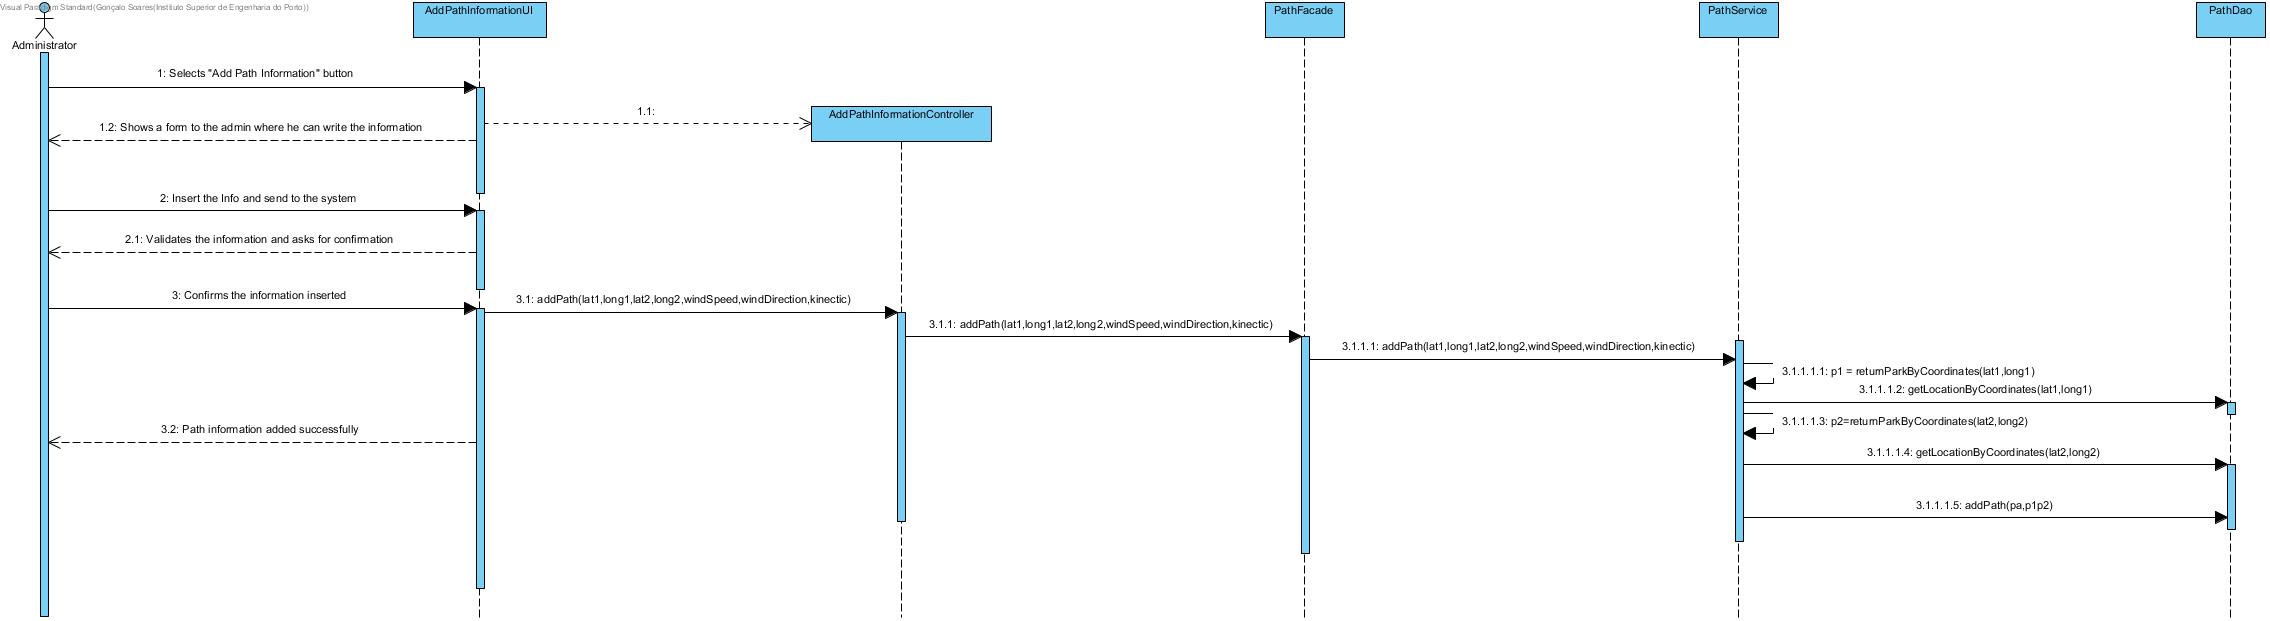 Visual Paradigm Standard(Gonçalo Soares(Instituto Superior de Engenharia do Porto))
Administrator
AddPathInformationUI
PathFacade
PathService
PathDao
1: Selects "Add Path Information" button
1.1:
AddPathInformationController
1.2: Shows a form to the admin where he can write the information
2: Insert the Info and send to the system
2.1: Validates the information and asks for confirmation
3: Confirms the information inserted
3.1: addPath(lat1,long1,lat2,long2,windSpeed,windDirection,kinectic)
3.1.1: addPath(lat1,long1,lat2,long2,windSpeed,windDirection,kinectic)
3.1.1.1: addPath(lat1,long1,lat2,long2,windSpeed,windDirection,kinectic)
3.1.1.1.1: p1 = returnParkByCoordinates(lat1,long1)
3.1.1.1.2: getLocationByCoordinates(lat1,long1)
3.1.1.1.3: p2=returnParkByCoordinates(lat2,long2)
3.2: Path information added successfully
3.1.1.1.4: getLocationByCoordinates(lat2,long2)
3.1.1.1.5: addPath(pa,p1p2)